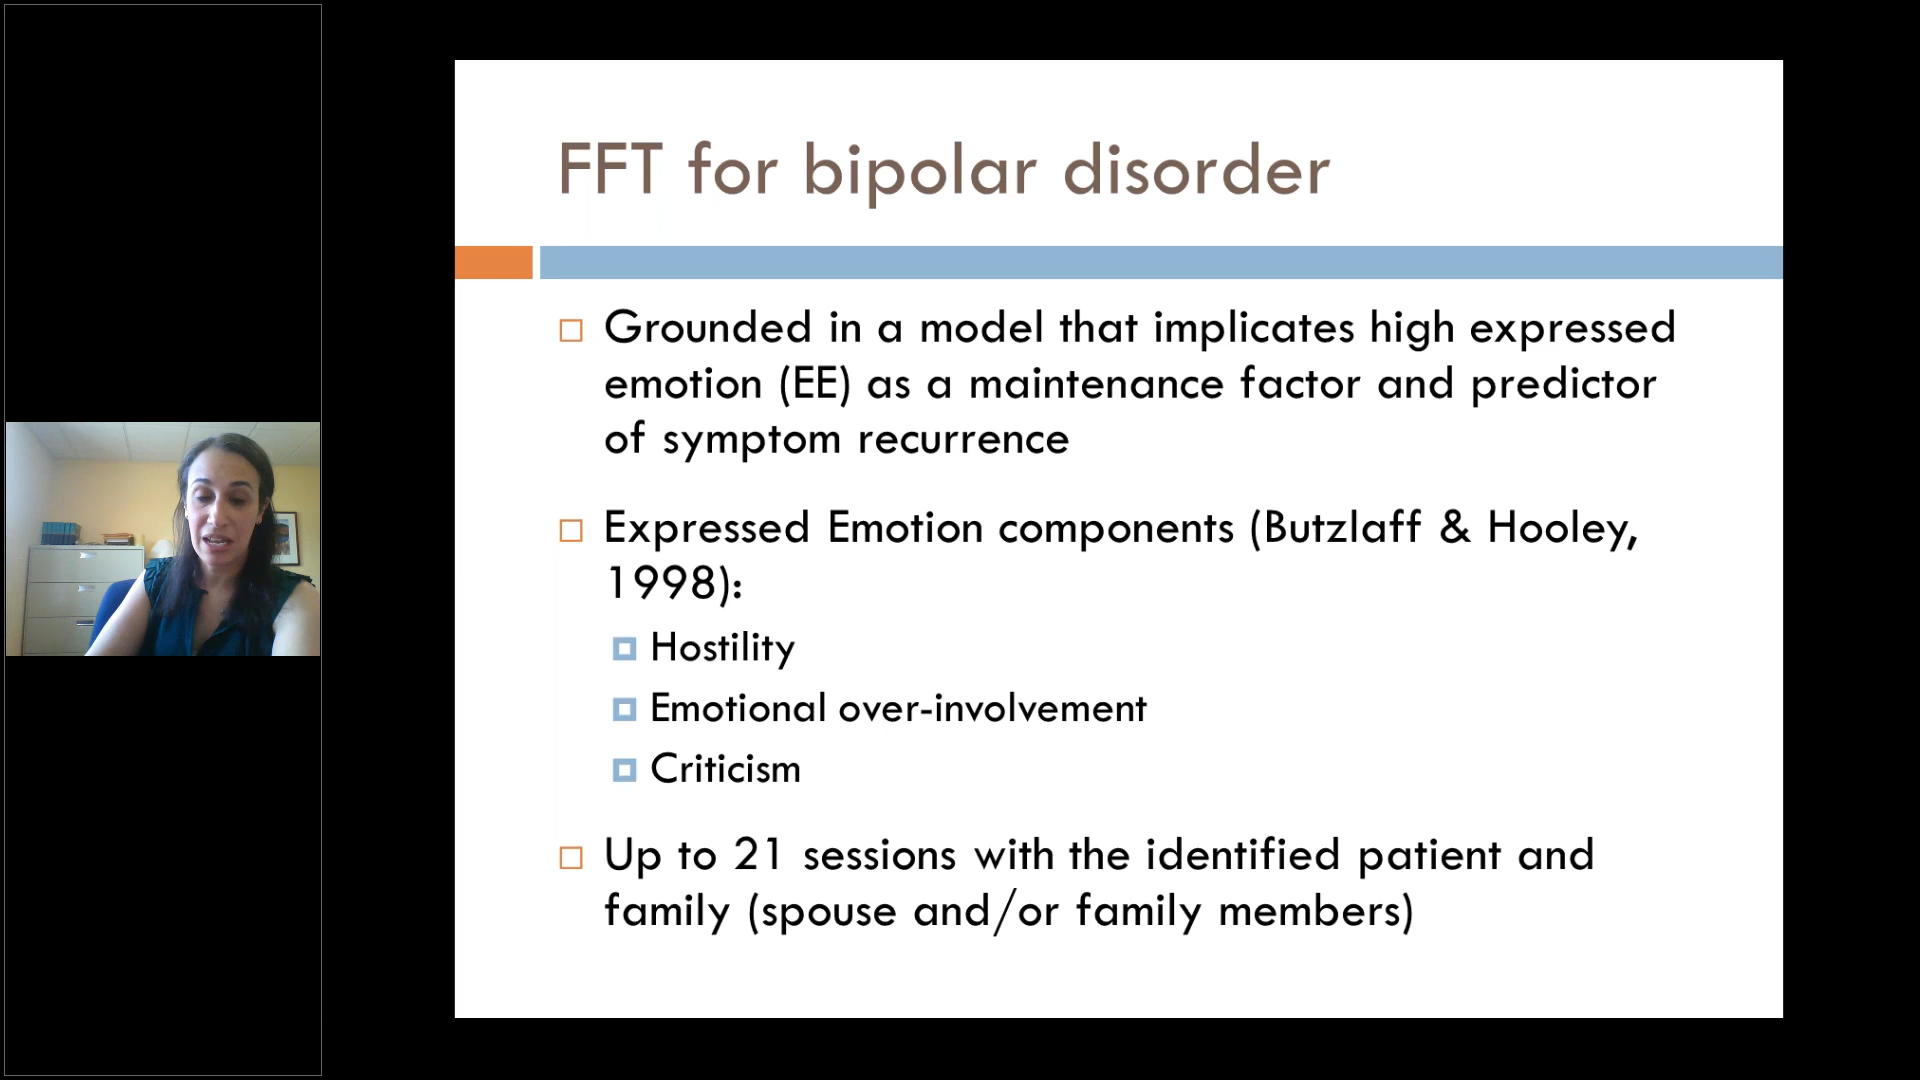 FFT for bipolar disorder
Grounded in a model that implicates high expressed
emotion (EE) as a maintenance factor and predictor
of symptom recurrence
Expressed Emotion components (Butzlaff & Hooley,
1998):
Hostility
Emotional over-involvement
Criticism
Up to 21 sessions with the identified patient and
family (spouse and/or family members)